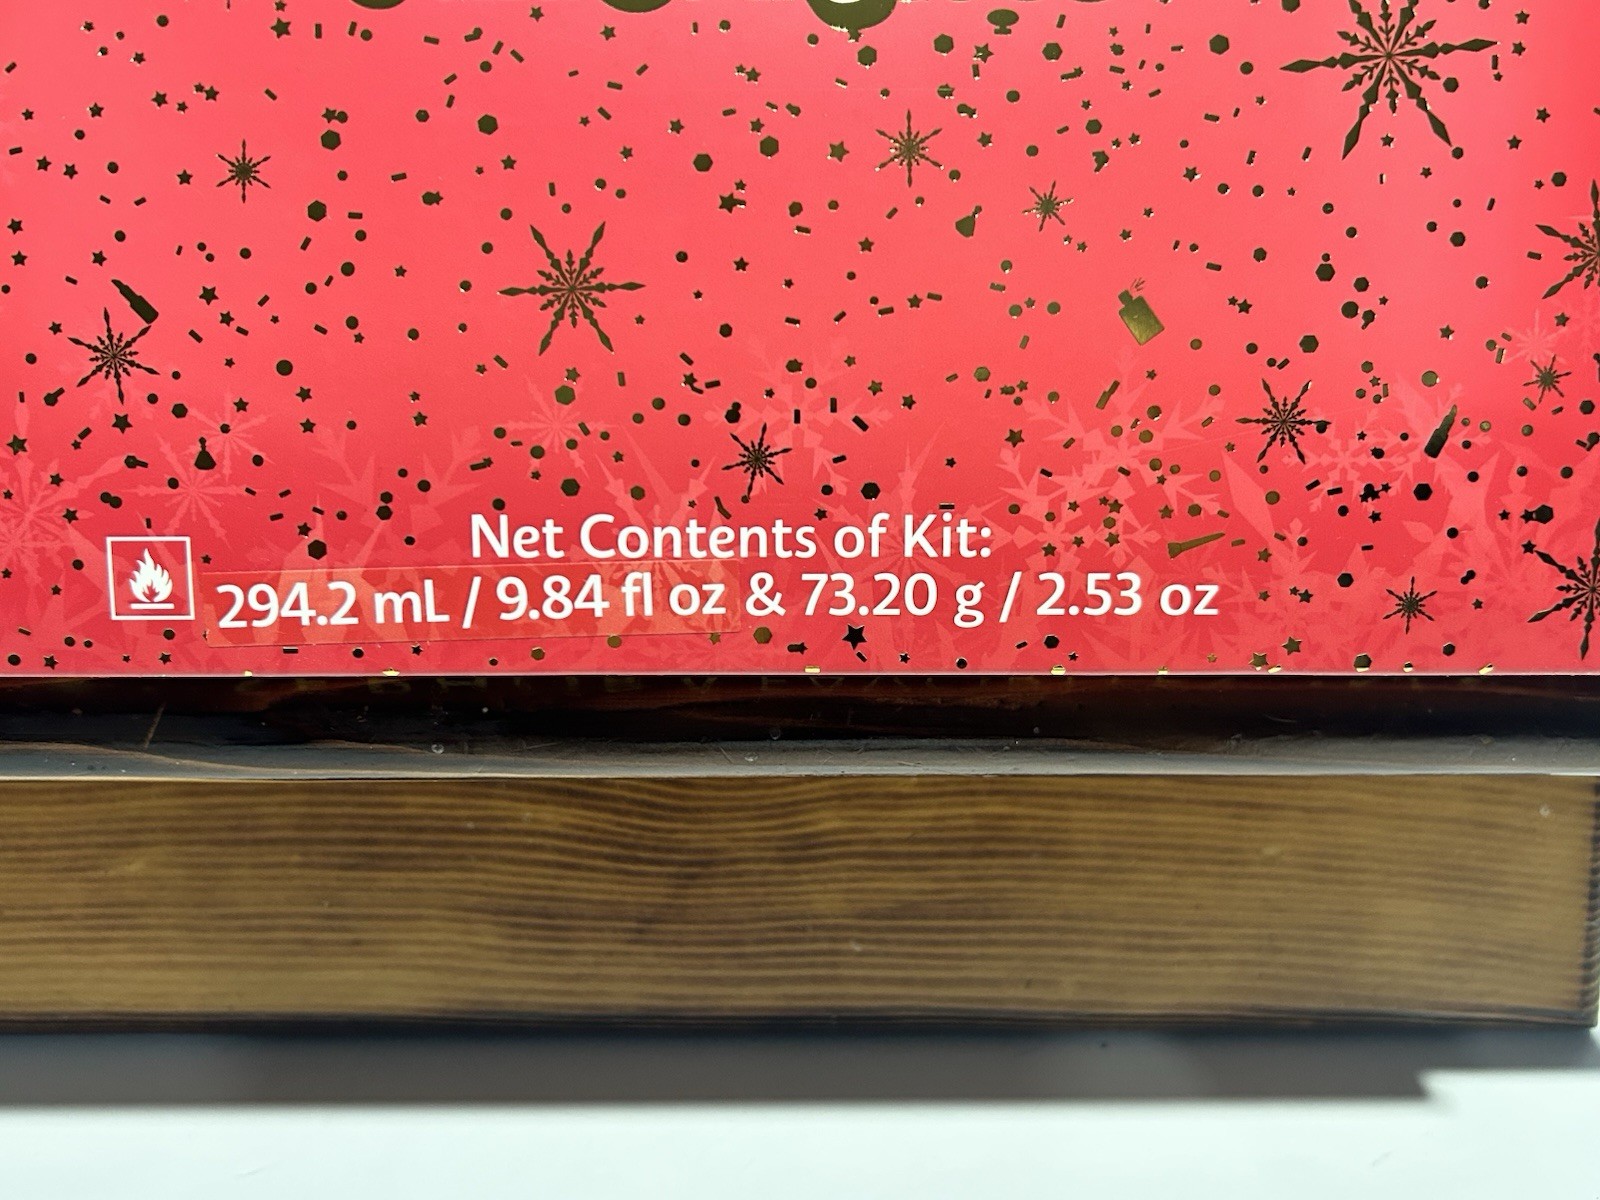 Net Contents of Kit:
294.2 mL / 9.84 fl oz & 73.20 g / 2.53 oz